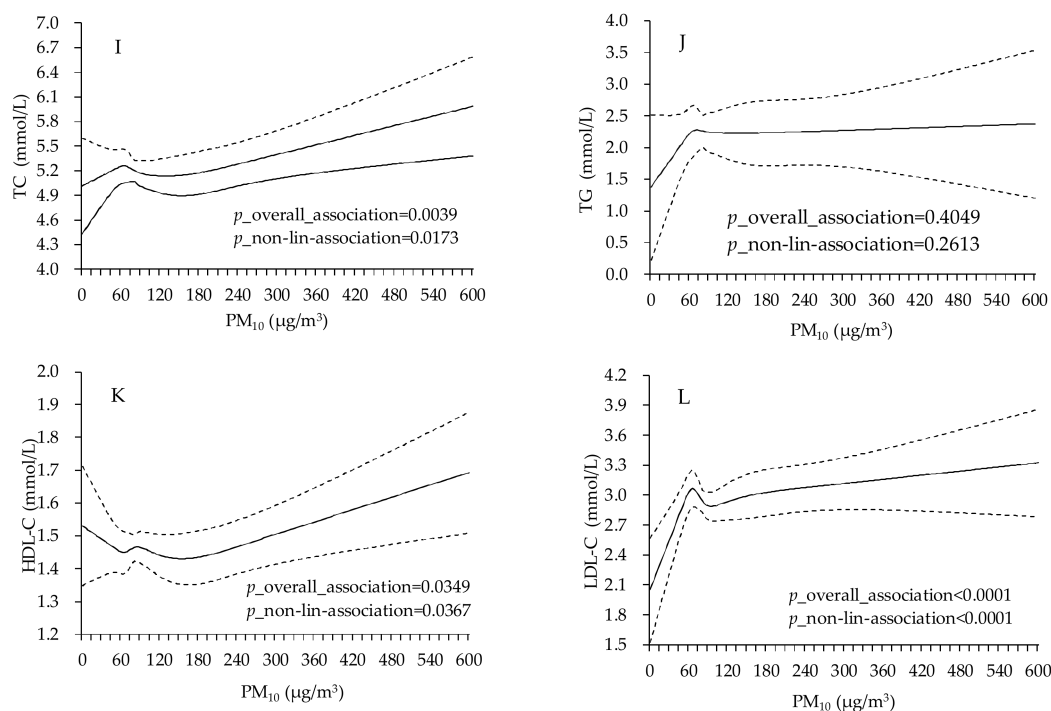 I
TC (mmol/L)
7.0
6.7
6.4
6.1
5.8
5.5
5.2
4.9
4.6
4.3
4.0
p_overall_association=0.0039
p_non-lin-association=0.0173
0 60 120 180 240 300 360 420 480 540 600
PM₁₀ (µg/m³)
J
TG (mmol/L)
4.0
3.5
3.0
2.5
2.0
1.5
1.0
0.5
0.0
p_overall_association=0.4049
p_non-lin-association=0.2613
0 60 120 180 240 300 360 420 480 540 600
PM₁₀ (µg/m³)
K
HDL-C (mmol/L)
2.0
1.9
1.8
1.7
1.6
1.5
1.4
1.3
1.2
p_overall_association=0.0349
p_non-lin-association=0.0367
0 60 120 180 240 300 360 420 480 540 600
PM₁₀ (µg/m³)
L
LDL-C (mmol/L)
4.2
3.9
3.6
3.3
3.0
2.7
2.4
2.1
1.8
1.5
p_overall_association<0.0001
p_non-lin-association<0.0001
0 60 120 180 240 300 360 420 480 540 600
PM₁₀ (µg/m³)